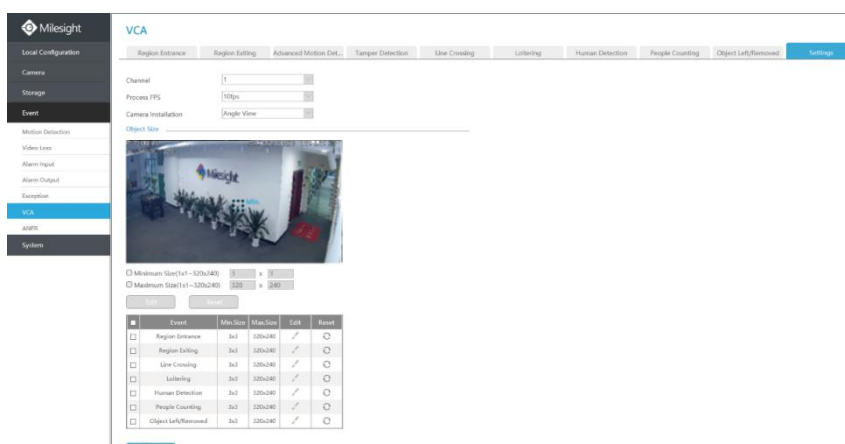 Milesight
VCA
Local Configuration
Camera
Storage
Event
Motion Detection
Video Loss
Alarm Input
Alarm Output
Exception
VCA
ANPR
System
Region Entrance Region Exiting Advanced Motion Det... Tamper Detection Line Crossing Loitering Human Detection People Counting Object Left/Removed Settings
Channel 1
Process FPS 10fps
Camera Installation Angle View
Object Size
Milesight
Minimum Size(1x1~320x240) 3 x 3
Maximum Size(1x1~320x240) 320 x 240
Edit Reset
Event Min.Size Max.Size Edit Reset
Region Entrance 3x3 320x240
Region Exiting 3x3 320x240
Line Crossing 3x3 320x240
Loitering 3x3 320x240
Human Detection 3x3 320x240
People Counting 3x3 320x240
Object Left/Removed 3x3 320x240